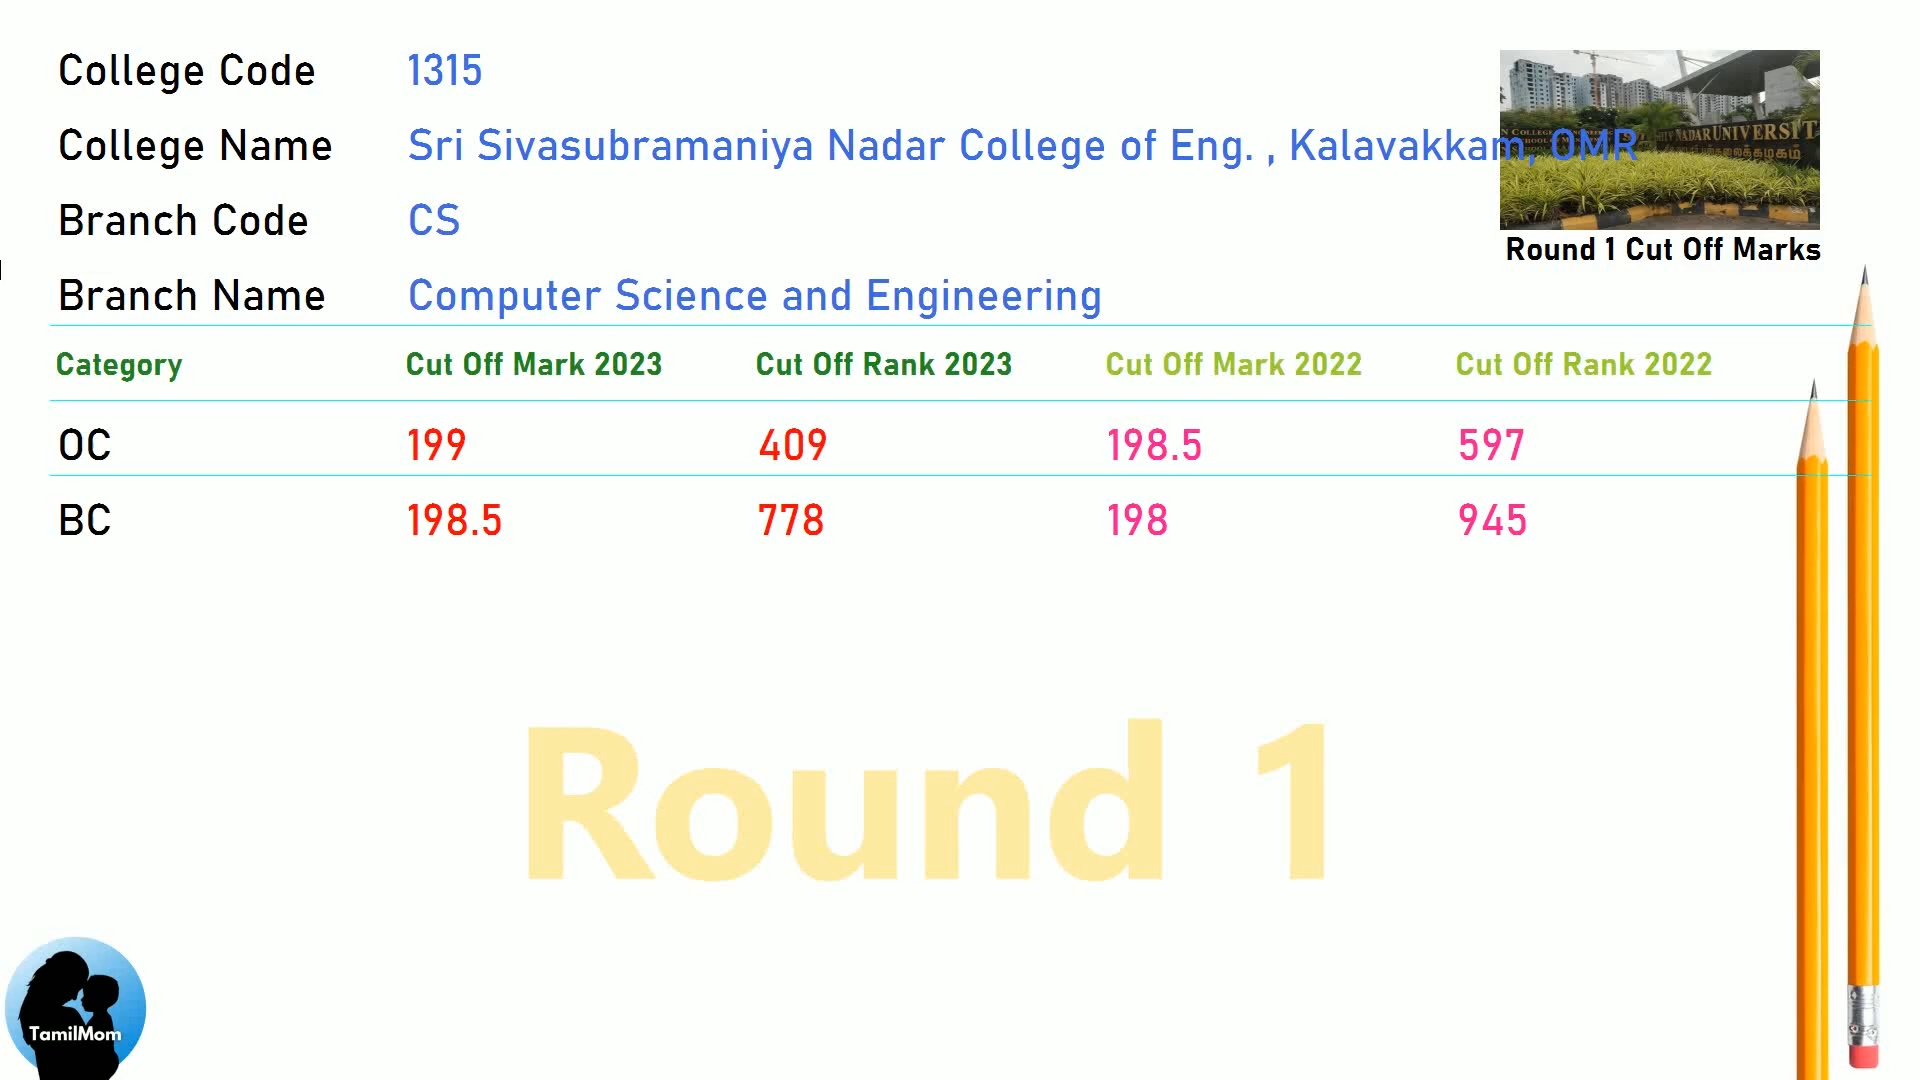 College Code 1315
College Name Sri Sivasubramaniya Nadar College of Eng. , Kalavakkam, OMR
Branch Code CS
Branch Name Computer Science and Engineering
NADAR UNIVERSIT
Round 1 Cut Off Marks
Category Cut Off Mark 2023 Cut Off Rank 2023 Cut Off Mark 2022 Cut Off Rank 2022
OC 199 409 198.5 597
BC 198.5 778 198 945
Round 1
TamilMom